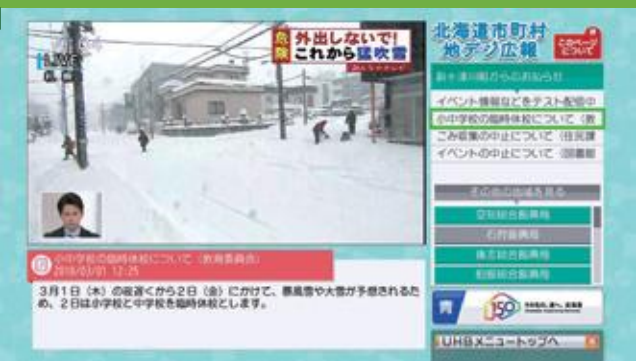 LIVE
危険
外出しないで!
これから猛吹雪
みんなのテレビ
北海道市町村
地デジ広報
このページ
について
イベント情報などをテスト配信中
小中学校の臨時休校について (教
ごみ収集の中止について (住民課
イベントの中止について (図書館
その他の地域を見る
空知総合振興局
石狩振興局
後志総合振興局
胆振総合振興局
小中学校の臨時休校について (教育委員会)
2018/03/01 12:25
3月1日 (木) の夜遅くから2日 (金) にかけて、暴風雪や大雪が予想されるた
め、2日は小学校と中学校を臨時休校とします。
青
150
UHBメニュートップへ